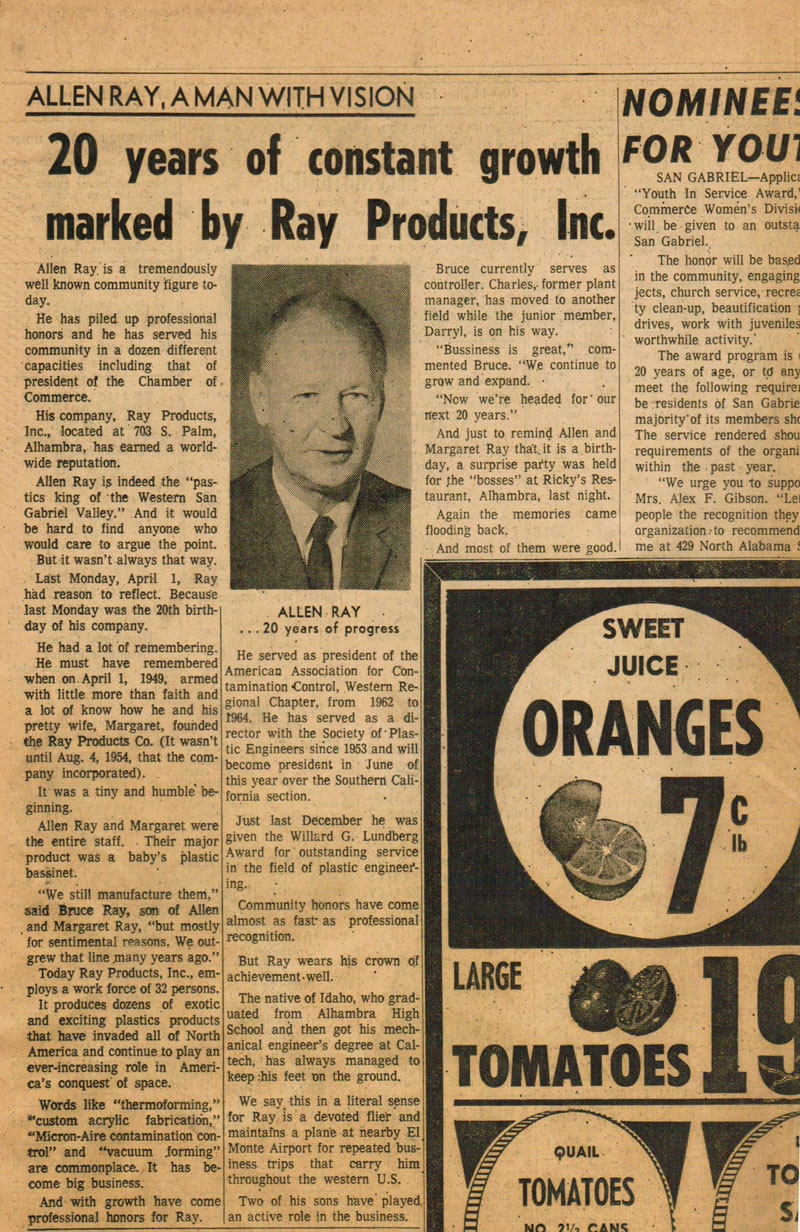 ALLEN RAY, A MAN WITH VISION
20 years of constant growth
marked by Ray Products, Inc.
Allen Ray is a tremendously
well known community figure to-
day.
He has piled up professional
honors and he has served his
community in a dozen different
capacities including that of
president of the Chamber of
Commerce.
His company, Ray Products,
Inc., located at 703 S. Palm,
Alhambra, has earned a world-
wide reputation.
Allen Ray is indeed the "pas-
tics king of the Western San
Gabriel Valley." And it would
be hard to find anyone who
would care to argue the point.
But it wasn't always that way.
Last Monday, April 1, Ray
had reason to reflect. Because
last Monday was the 20th birth-
day of his company.
He had a lot of remembering.
He must have remembered
when on April 1, 1949, armed
with little more than faith and
a lot of know how he and his
pretty wife, Margaret, founded
the Ray Products Co. (It wasn't
until Aug. 4, 1954, that the com-
pany incorporated).
It was a tiny and humble be-
ginning.
Allen Ray and Margaret were
the entire staff. Their major
product was a baby's plastic
bassinet.
"We still manufacture them,"
said Bruce Ray, son of Allen
and Margaret Ray, "but mostly
for sentimental reasons. We out-
grew that line many years ago."
Today Ray Products, Inc., em-
ploys a work force of 32 persons.
It produces dozens of exotic
and exciting plastics products
that have invaded all of North
America and continue to play an
ever-increasing role in Ameri-
ca's conquest of space.
Words like "thermoforming,"
"custom acrylic fabrication,"
"Micron-Aire contamination con-
trol" and "vacuum forming"
are commonplace. It has be-
come big business.
And with growth have come
professional honors for Ray.
ALLEN RAY
...20 years of progress
He served as president of the
American Association for Con-
tamination Control, Western Re-
gional Chapter, from 1962 to
1964. He has served as a di-
rector with the Society of Plas-
tic Engineers since 1953 and will
become president in June of
this year over the Southern Cali-
fornia section.
Just last December he was
given the Willard G. Lundberg
Award for outstanding service
in the field of plastic engineer-
ing.
Community honors have come
almost as fast as professional
recognition.
But Ray wears his crown of
achievement well.
The native of Idaho, who grad-
uated from Alhambra High
School and then got his mech-
anical engineer's degree at Cal-
tech, has always managed to
keep his feet on the ground.
We say this in a literal sense
for Ray is a devoted flier and
maintains a plane at nearby El
Monte Airport for repeated bus-
iness trips that carry him
throughout the western U.S.
Two of his sons have played
an active role in the business.
Bruce currently serves as
controller. Charles, former plant
manager, has moved to another
field while the junior member,
Darryl, is on his way.
"Bussiness is great," com-
mented Bruce. "We continue to
grow and expand.
"Now we're headed for our
next 20 years."
And just to remind Allen and
Margaret Ray that it is a birth-
day, a surprise party was held
for the "bosses" at Ricky's Res-
taurant, Alhambra, last night.
Again the memories came
flooding back.
And most of them were good.
NOMINEES
FOR YOUT
SAN GABRIEL—Applica
"Youth In Service Award,"
Commerce Women's Divisi
will be given to an outsta
San Gabriel.
The honor will be based
in the community, engaging
jects, church service, recrea
ty clean-up, beautification
drives, work with juveniles
worthwhile activity.
The award program is
20 years of age, or to any
meet the following require
be residents of San Gabrie
majority of its members sho
The service rendered shou
requirements of the organi
within the past year.
"We urge you to suppo
Mrs. Alex F. Gibson. "Le
people the recognition they
organization to recommend
me at 429 North Alabama S
SWEET
JUICE
ORANGES
7c lb
LARGE
TOMATOES 19
QUAIL
TOMATOES
NO. 2½ CANS
TO
S